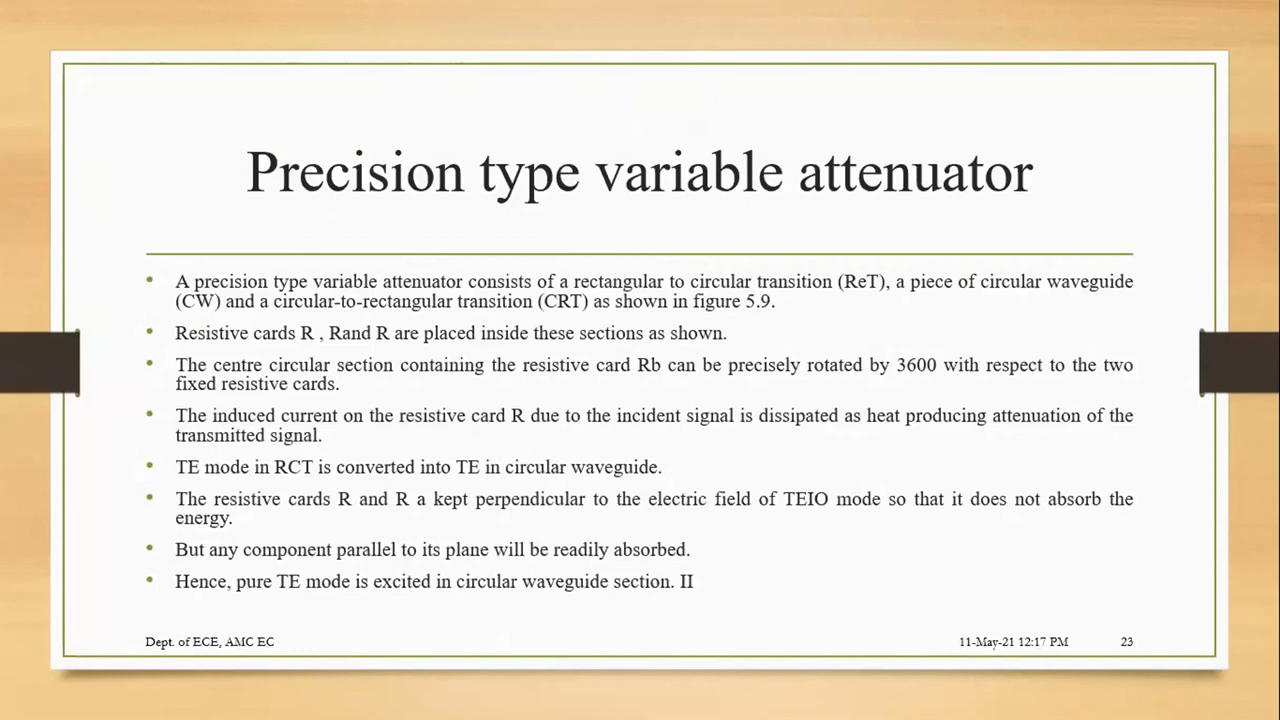 Precision type variable attenuator
• A precision type variable attenuator consists of a rectangular to circular transition (ReT), a piece of circular waveguide
(CW) and a circular-to-rectangular transition (CRT) as shown in figure 5.9.
• Resistive cards R , Rand R are placed inside these sections as shown.
• The centre circular section containing the resistive card Rb can be precisely rotated by 3600 with respect to the two
fixed resistive cards.
• The induced current on the resistive card R due to the incident signal is dissipated as heat producing attenuation of the
transmitted signal.
• TE mode in RCT is converted into TE in circular waveguide.
• The resistive cards R and R a kept perpendicular to the electric field of TEIO mode so that it does not absorb the
energy.
• But any component parallel to its plane will be readily absorbed.
• Hence, pure TE mode is excited in circular waveguide section. II
Dept. of ECE, AMC EC 11-May-21 12:17 PM 23